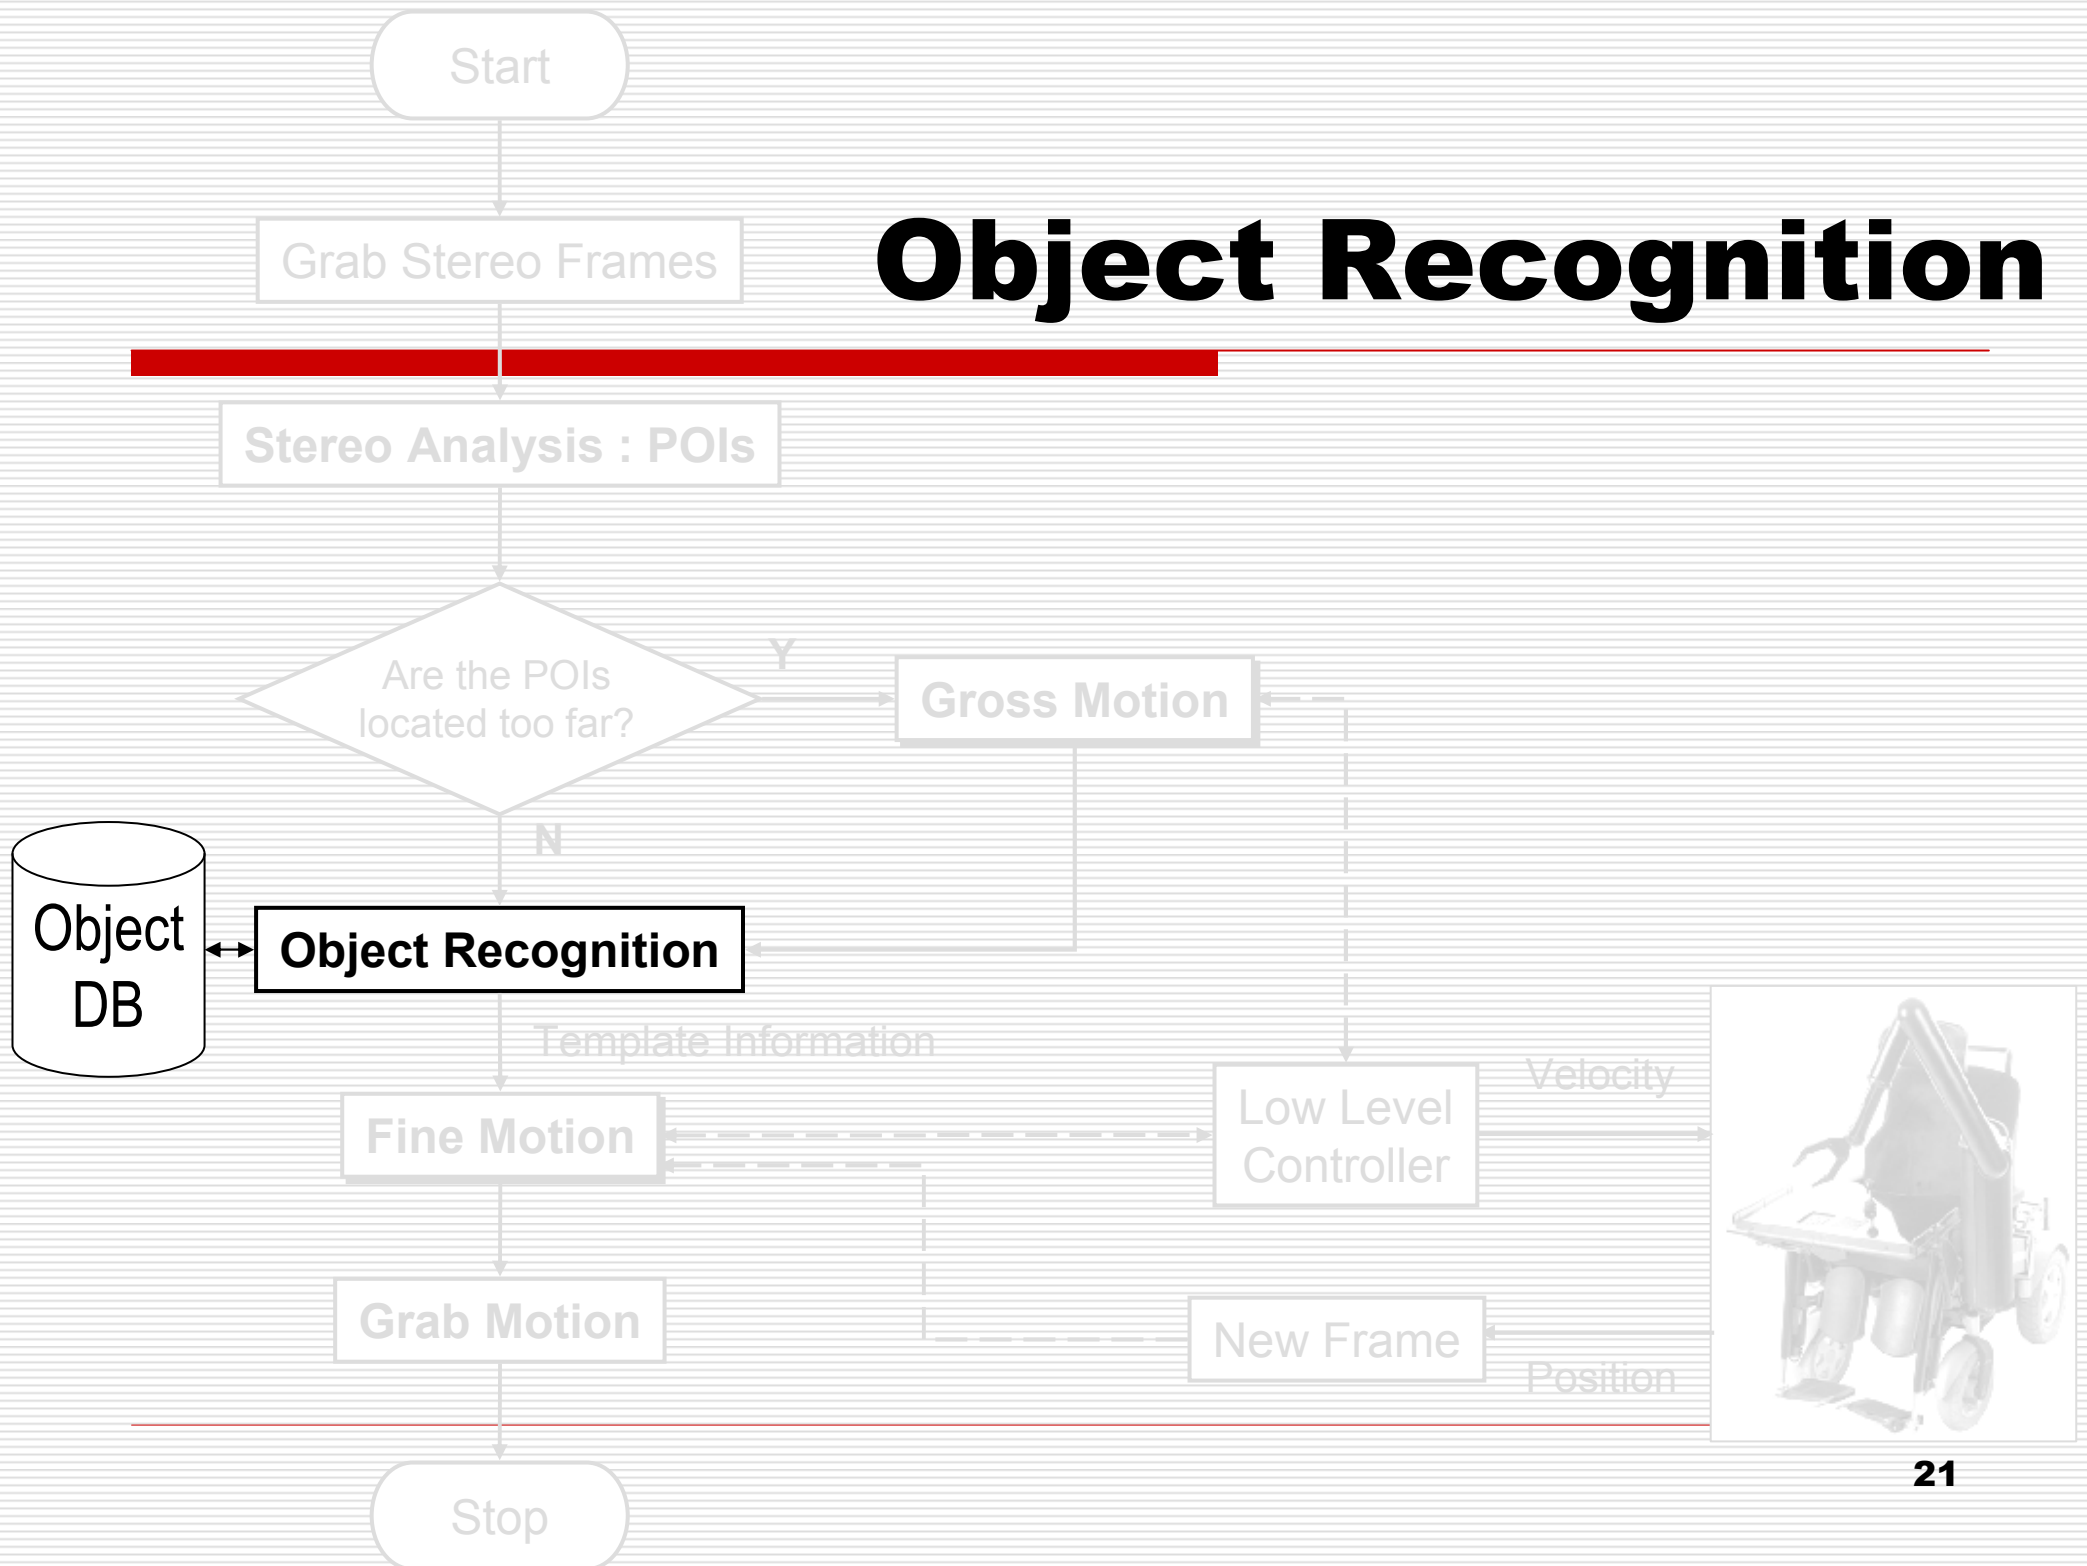 Start
Object Recognition
Grab Stereo Frames
Stereo Analysis : POIs
Are the POIs
located too far?
Y
Gross Motion
N
Object
DB
Object Recognition
Template Information
Fine Motion
Low Level
Controller
Velocity
Grab Motion
New Frame
Position
21
Stop